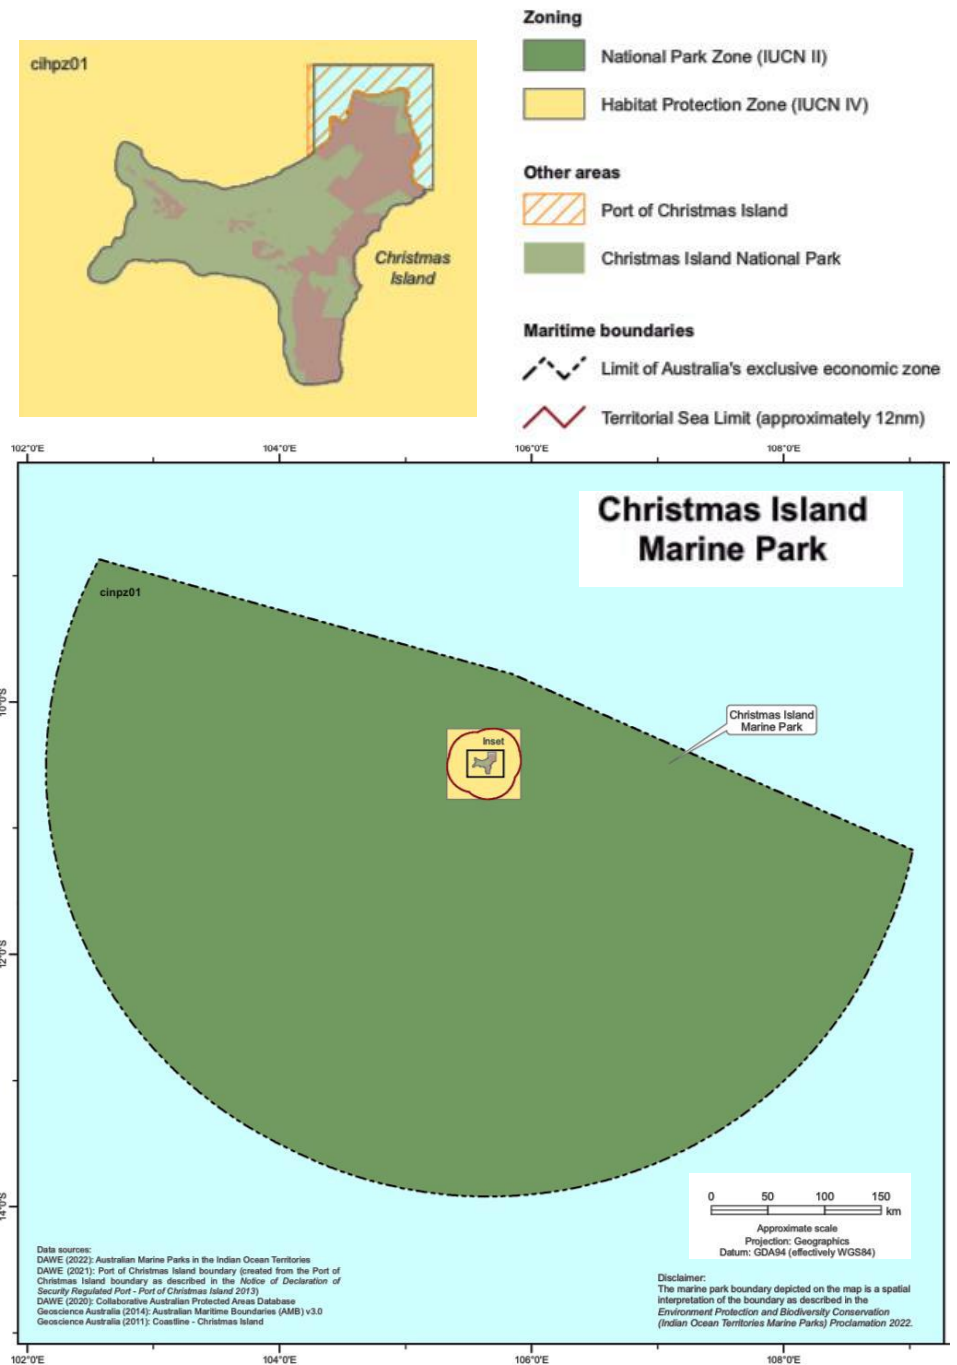 cihpz01
Christmas
Island
Zoning
National Park Zone (IUCN II)
Habitat Protection Zone (IUCN IV)
Other areas
Port of Christmas Island
Christmas Island National Park
Maritime boundaries
Limit of Australia's exclusive economic zone
Territorial Sea Limit (approximately 12nm)
102°0'E 104°0'E 106°0'E 108°0'E
Christmas Island
Marine Park
cinpz01
10°0'S
Christmas Island
Marine Park
Inset
12°0'S
14°0'S
0 50 100 150
km
Approximate scale
Projection: Geographics
Datum: GDA94 (effectively WGS84)
Data sources:
DAWE (2022): Australian Marine Parks in the Indian Ocean Territories
DAWE (2021): Port of Christmas Island boundary (created from the Port of
Christmas Island boundary as described in the Notice of Declaration of
Security Regulated Port - Port of Christmas Island 2013)
DAWE (2020): Collaborative Australian Protected Areas Database
Geoscience Australia (2014): Australian Maritime Boundaries (AMB) v3.0
Geoscience Australia (2011): Coastline - Christmas Island
Disclaimer:
The marine park boundary depicted on the map is a spatial
interpretation of the boundary as described in the
Environment Protection and Biodiversity Conservation
(Indian Ocean Territories Marine Parks) Proclamation 2022.
102°0'E 104°0'E 106°0'E 108°0'E